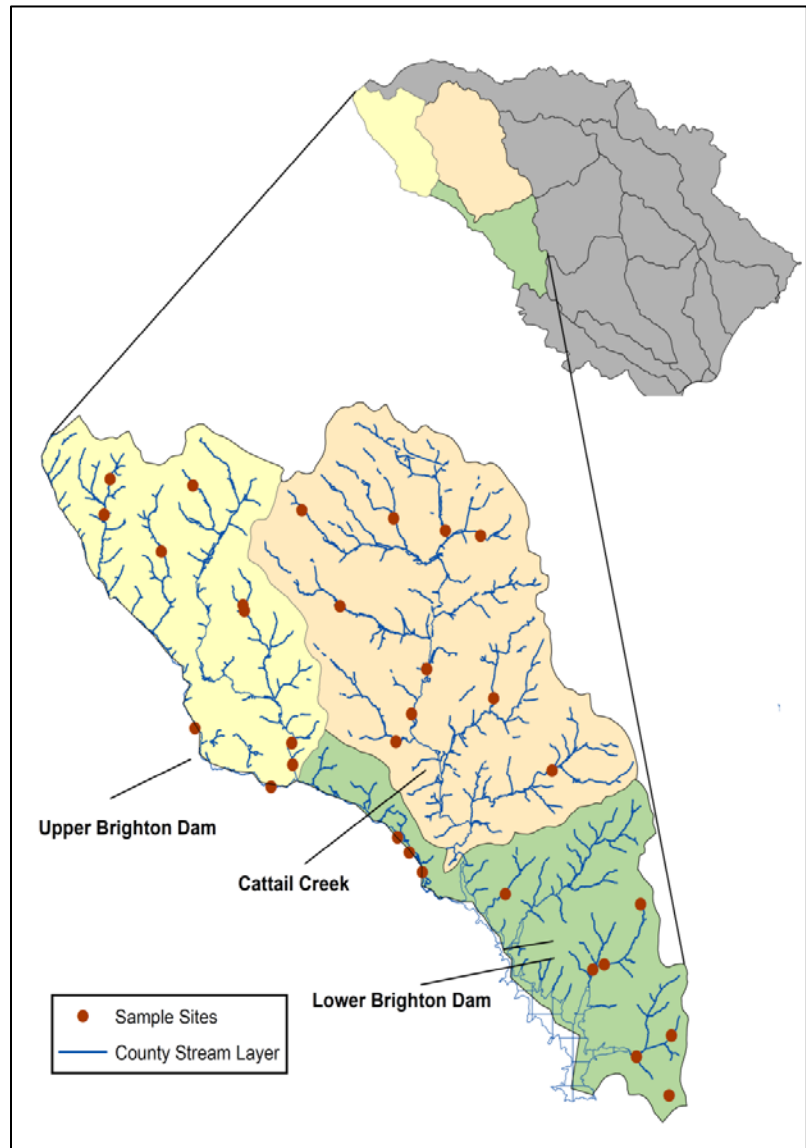 Upper Brighton Dam
Cattail Creek
Lower Brighton Dam
Sample Sites
County Stream Layer